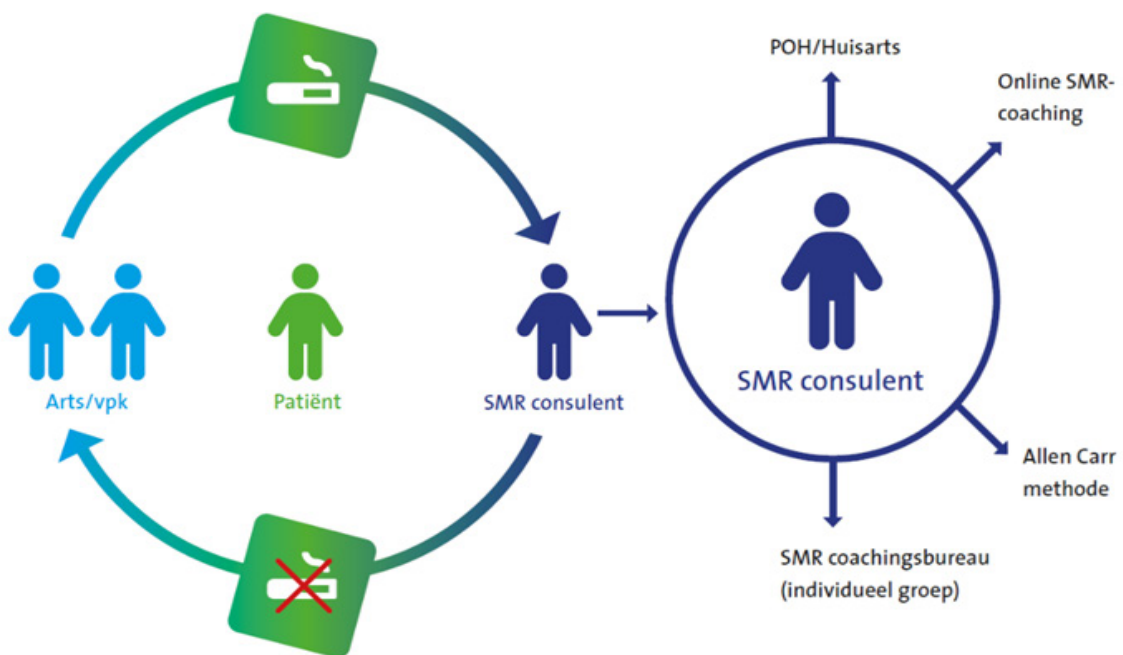 POH/Huisarts
Online SMR-
coaching
Arts/vpk
Patiënt
SMR consulent
SMR consulent
Allen Carr
methode
SMR coachingsbureau
(individueel groep)